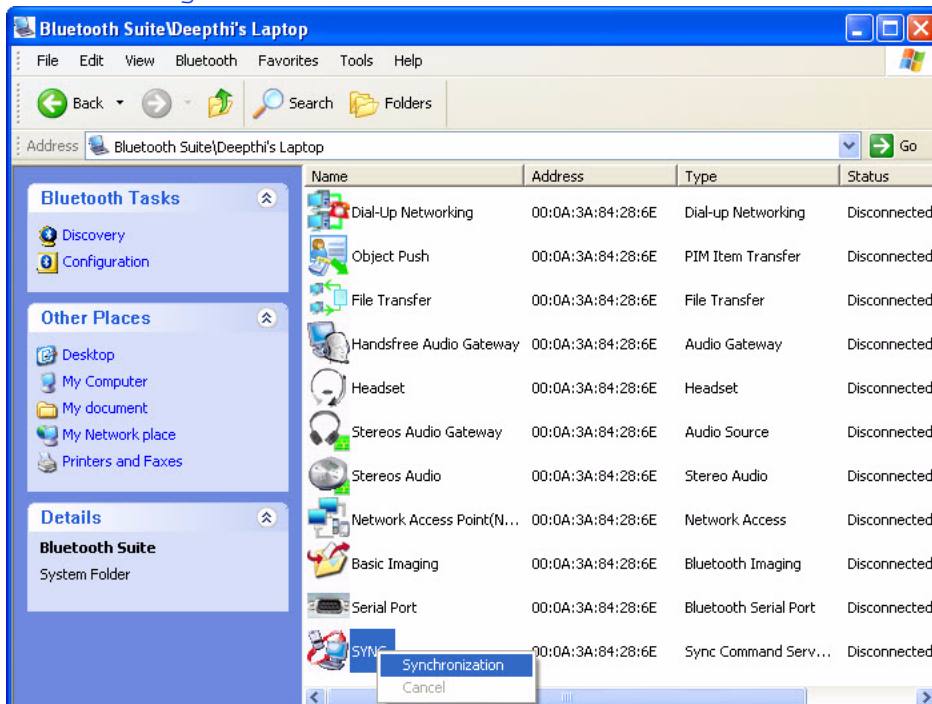 Bluetooth Suite\Deepthi's Laptop
File Edit View Bluetooth Favorites Tools Help
Back Search Folders
Address Bluetooth Suite\Deepthi's Laptop Go
Bluetooth Tasks
Discovery
Configuration
Other Places
Desktop
My Computer
My document
My Network place
Printers and Faxes
Details
Bluetooth Suite
System Folder
Name Address Type Status
Dial-Up Networking 00:0A:3A:84:28:6E Dial-up Networking Disconnected
Object Push 00:0A:3A:84:28:6E PIM Item Transfer Disconnected
File Transfer 00:0A:3A:84:28:6E File Transfer Disconnected
Handsfree Audio Gateway 00:0A:3A:84:28:6E Audio Gateway Disconnected
Headset 00:0A:3A:84:28:6E Headset Disconnected
Stereos Audio Gateway 00:0A:3A:84:28:6E Audio Source Disconnected
Stereos Audio 00:0A:3A:84:28:6E Stereo Audio Disconnected
Network Access Point(N... 00:0A:3A:84:28:6E Network Access Disconnected
Basic Imaging 00:0A:3A:84:28:6E Bluetooth Imaging Disconnected
Serial Port 00:0A:3A:84:28:6E Bluetooth Serial Port Disconnected
SYNC 00:0A:3A:84:28:6E Sync Command Serv... Disconnected
Synchronization
Cancel